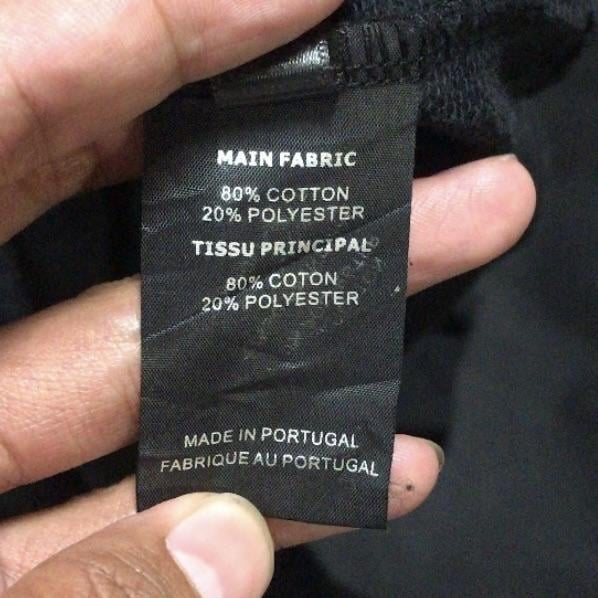 MAIN FABRIC
80% COTTON
20% POLYESTER
TISSU PRINCIPAL
80% COTON
20% POLYESTER
MADE IN PORTUGAL
FABRIQUE AU PORTUGAL